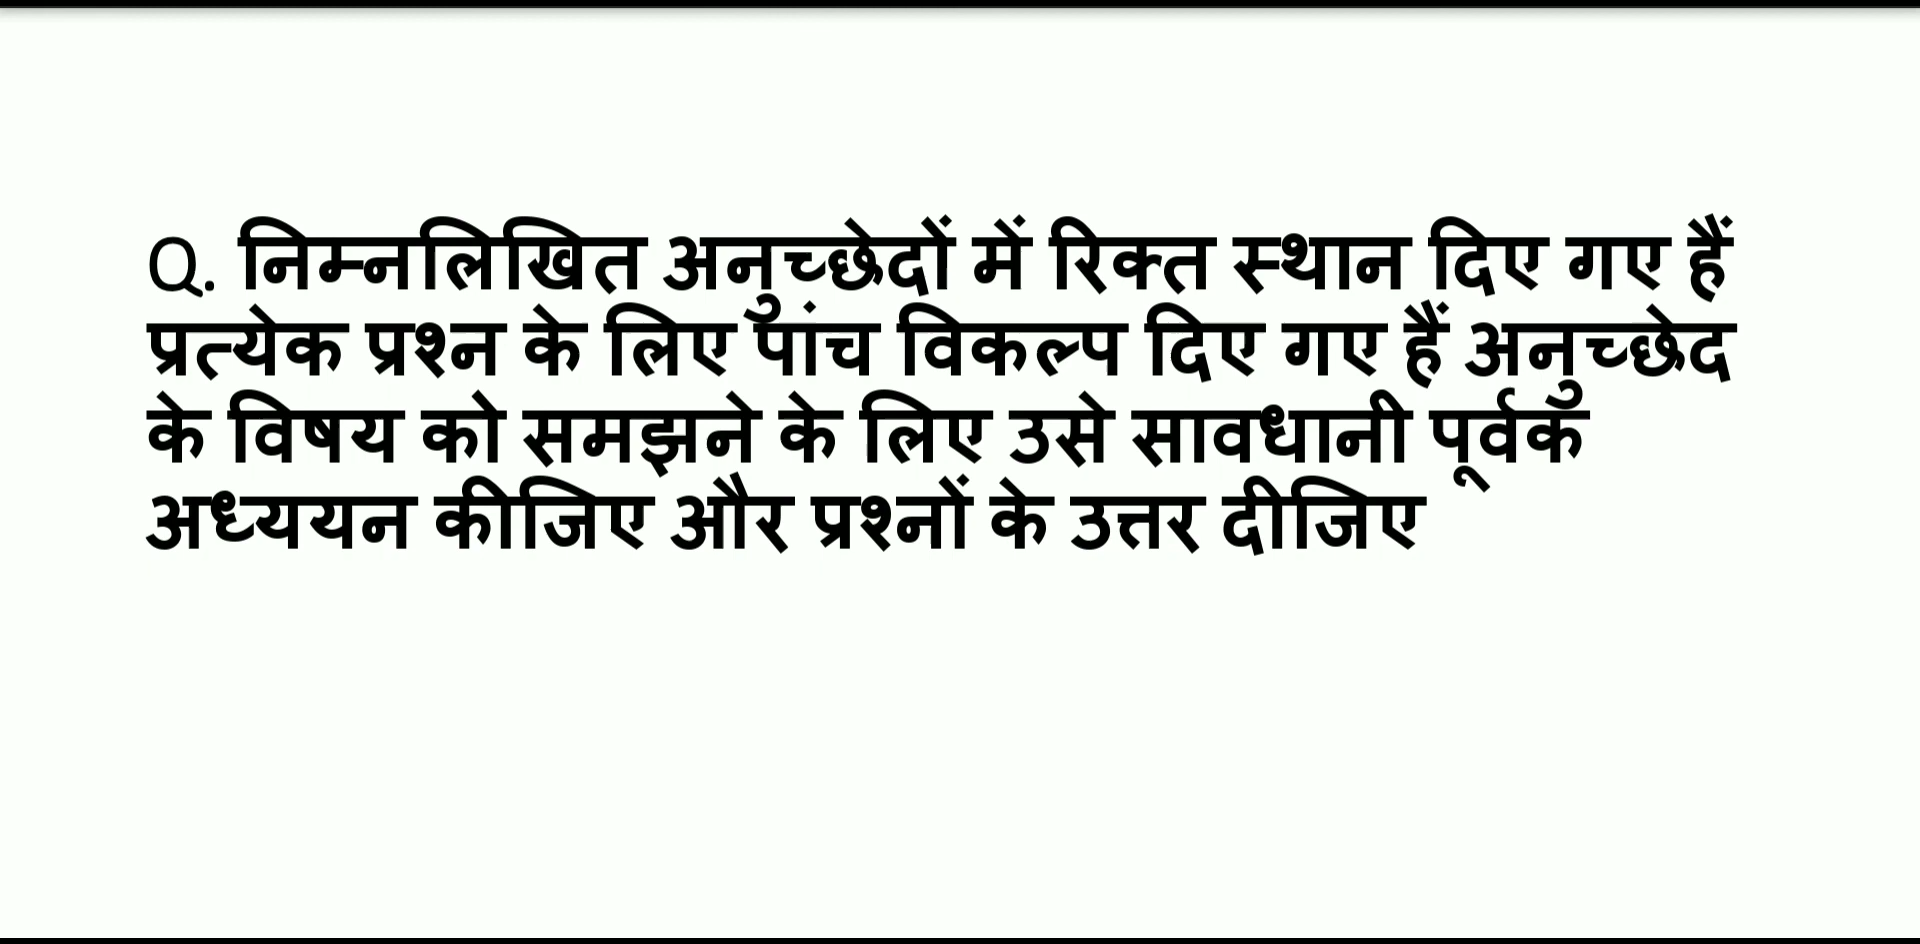 Q. निम्नलिखित अनुच्छेदों में रिक्त स्थान दिए गए हैं
प्रत्येक प्रश्न के लिए पांच विकल्प दिए गए हैं अनुच्छेद
के विषय को समझने के लिए उसे सावधानी पूर्वक
अध्ययन कीजिए और प्रश्नों के उत्तर दीजिए